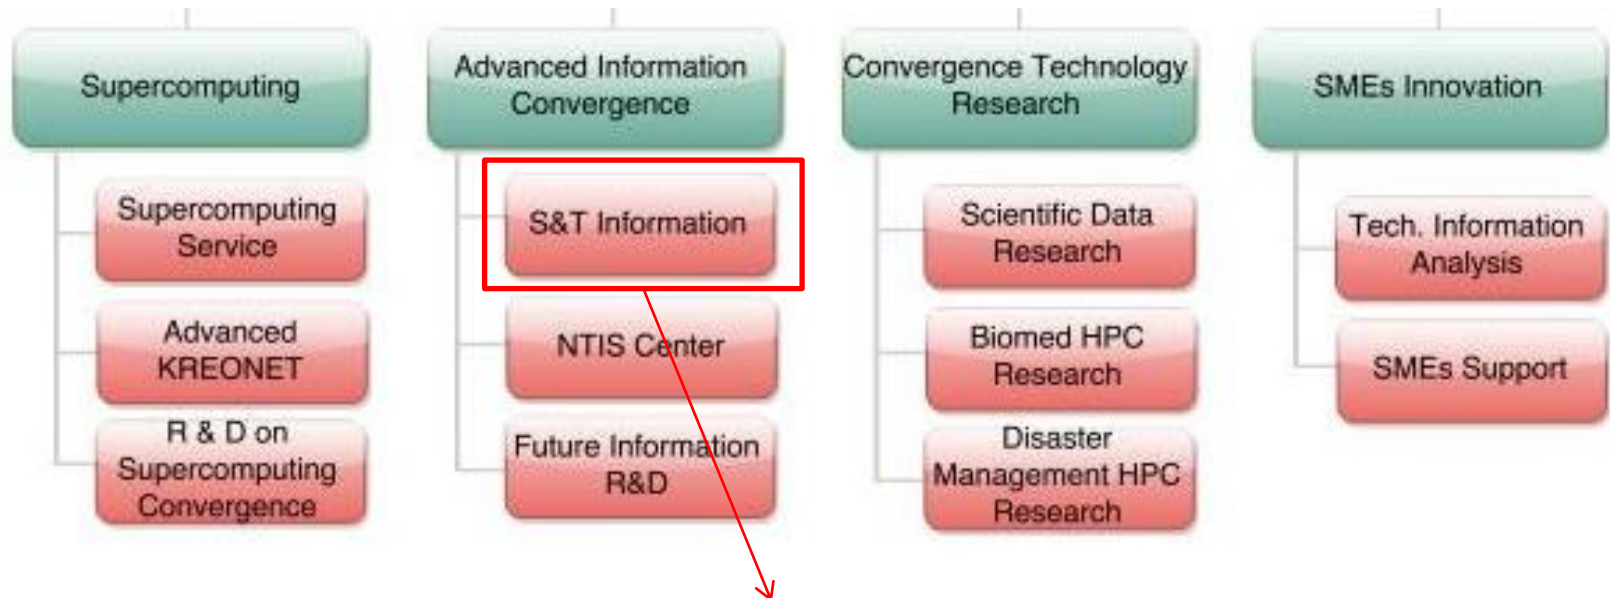 Supercomputing
Supercomputing
Service
Advanced
KREONET
R & D on
Supercomputing
Convergence
Advanced Information
Convergence
S&T Information
NTIS Center
Future Information
R&D
Convergence Technology
Research
Scientific Data
Research
Biomed HPC
Research
Disaster
Management HPC
Research
SMEs Innovation
Tech. Information
Analysis
SMEs Support